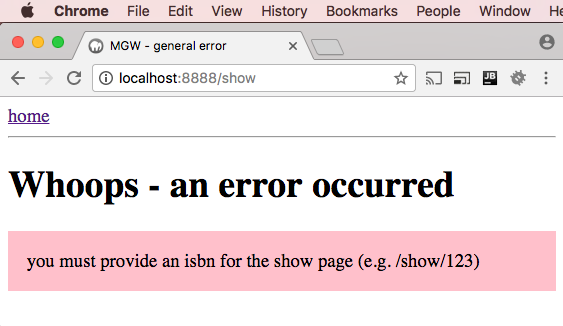 Chrome File Edit View History Bookmarks People Window He
MGW - general error
localhost:8888/show
JB
home
Whoops - an error occurred
you must provide an isbn for the show page (e.g. /show/123)